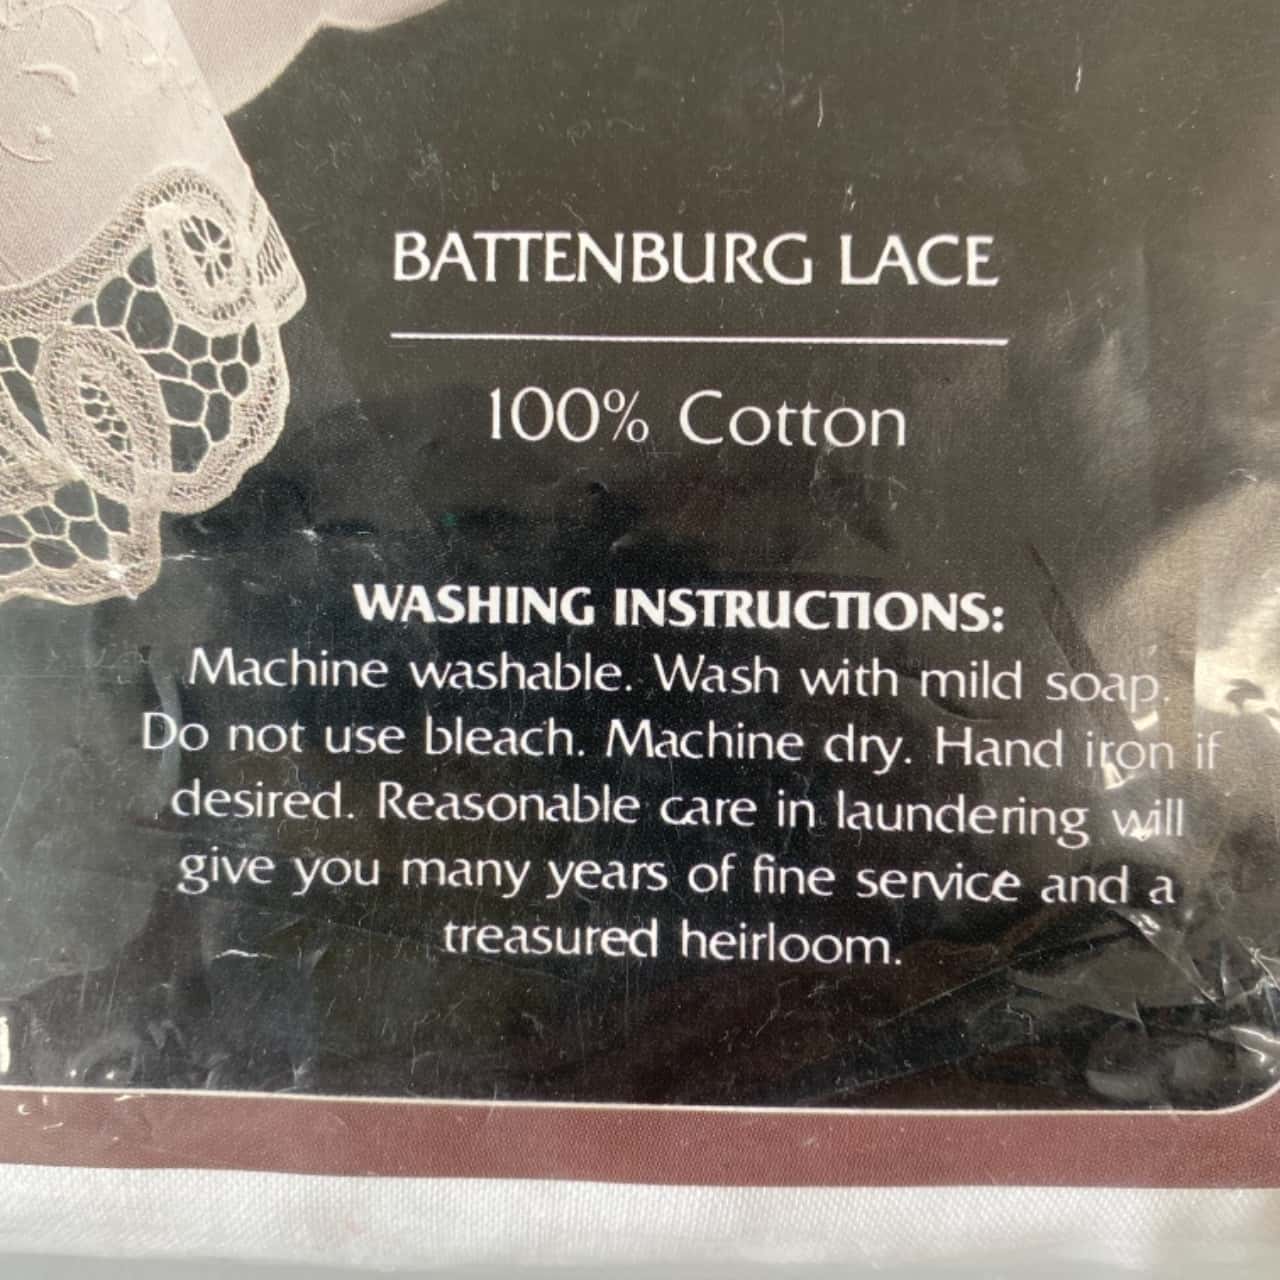 BATTENBURG LACE
100% Cotton
WASHING INSTRUCTIONS:
Machine washable. Wash with mild soap.
Do not use bleach. Machine dry. Hand iron if
desired. Reasonable care in laundering will
give you many years of fine service and a
treasured heirloom.